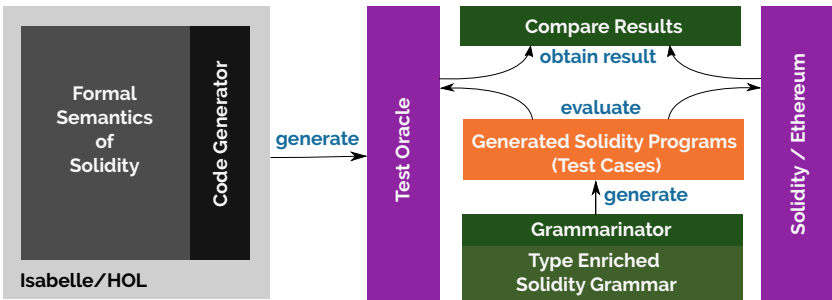 Formal
Semantics
of
Solidity
Code Generator
Isabelle/HOL
generate
Test Oracle
Compare Results
obtain result
evaluate
Generated Solidity Programs
(Test Cases)
generate
Grammarinator
Type Enriched
Solidity Grammar
Solidity / Ethereum